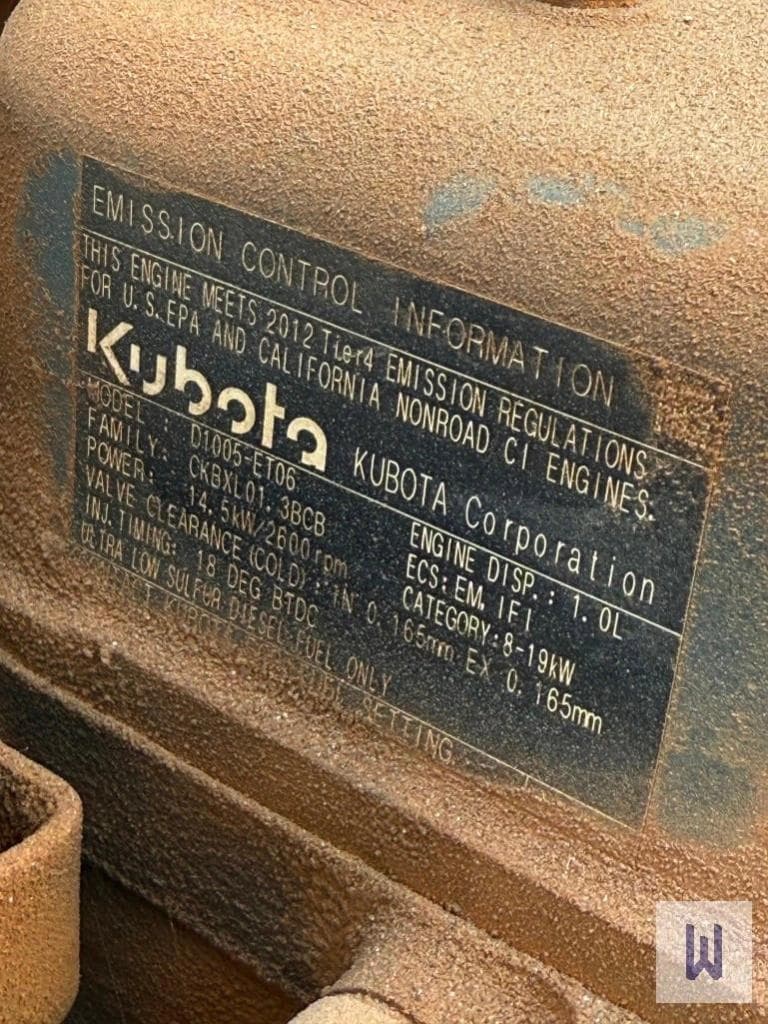 EMISSION CONTROL INFORMATION
THIS ENGINE MEETS 2012 Tier4 EMISSION REGULATIONS
FOR U.S.EPA AND CALIFORNIA NONROAD CI ENGINES.
Kubota KUBOTA Corporation
MODEL : D1005-ET06 ENGINE DISP.: 1.0L
FAMILY: CKBXL01.3BCB ECS:EM,IFI
POWER: 14.5kW/2600rpm CATEGORY:8-19kW
VALVE CLEARANCE(COLD): IN 0.165mm EX 0.165mm
INJ.TIMING: 18 DEG BTDC
ULTRA LOW SULFUR DIESEL FUEL ONLY
KUBOTA SETTING
W